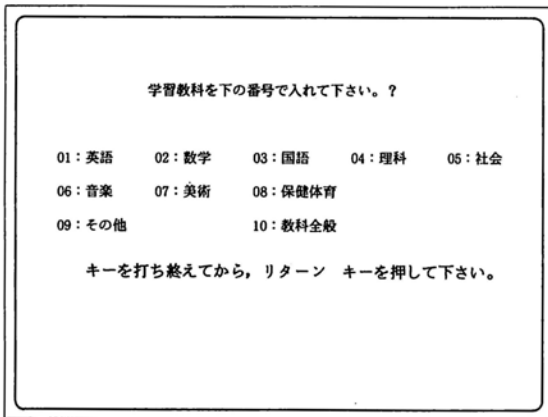 学習教科を下の番号で入れて下さい。?
01：英語 02：数学 03：国語 04：理科 05：社会
06：音楽 07：美術 08：保健体育
09：その他 10：教科全般
キーを打ち終えてから，リターン キーを押して下さい。